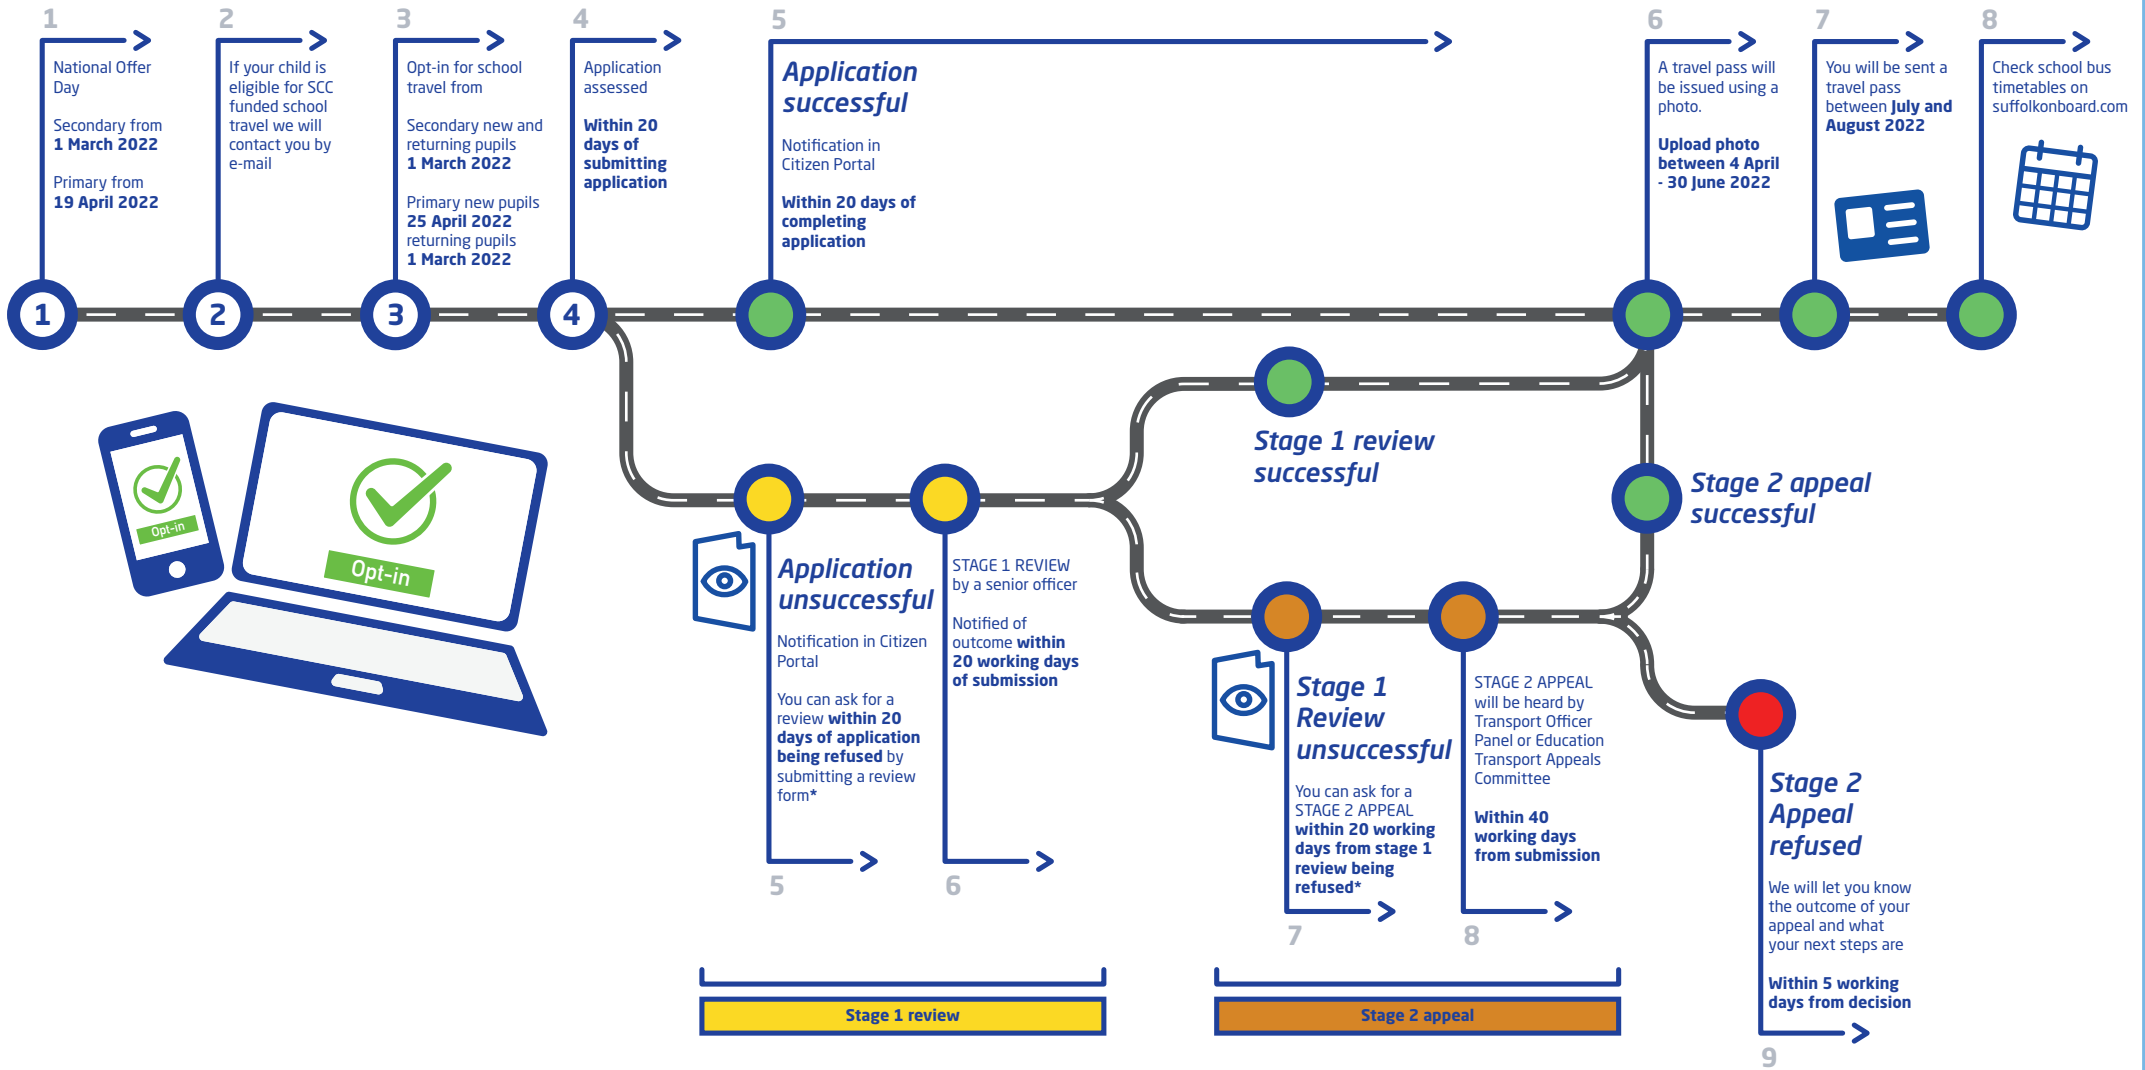 1
National Offer
Day
Secondary from
1 March 2022
Primary from
19 April 2022
2
If your child is
eligible for SCC
funded school
travel we will
contact you by
e-mail
3
Opt-in for school
travel from
Secondary new and
returning pupils
1 March 2022
Primary new pupils
25 April 2022
returning pupils
1 March 2022
4
Application
assessed
Within 20
days of
submitting
application
5
Application
successful
Notification in
Citizen Portal
Within 20 days of
completing
application
6
A travel pass will
be issued using a
photo.
Upload photo
between 4 April
- 30 June 2022
7
You will be sent a
travel pass
between July and
August 2022
8
Check school bus
timetables on
suffolkonboard.com
1
2
3
4
Opt-in
Opt-in
Stage 1 review
successful
Stage 2 appeal
successful
Application
unsuccessful
Notification in Citizen
Portal
You can ask for a
review within 20
days of application
being refused by
submitting a review
form*
5
STAGE 1 REVIEW
by a senior officer
Notified of
outcome within
20 working days
of submission
6
Stage 1
Review
unsuccessful
You can ask for a
STAGE 2 APPEAL
within 20 working
days from stage 1
review being
refused*
7
STAGE 2 APPEAL
will be heard by
Transport Officer
Panel or Education
Transport Appeals
Committee
Within 40
working days
from submission
8
Stage 2
Appeal
refused
We will let you know
the outcome of your
appeal and what
your next steps are
Within 5 working
days from decision
9
Stage 1 review
Stage 2 appeal